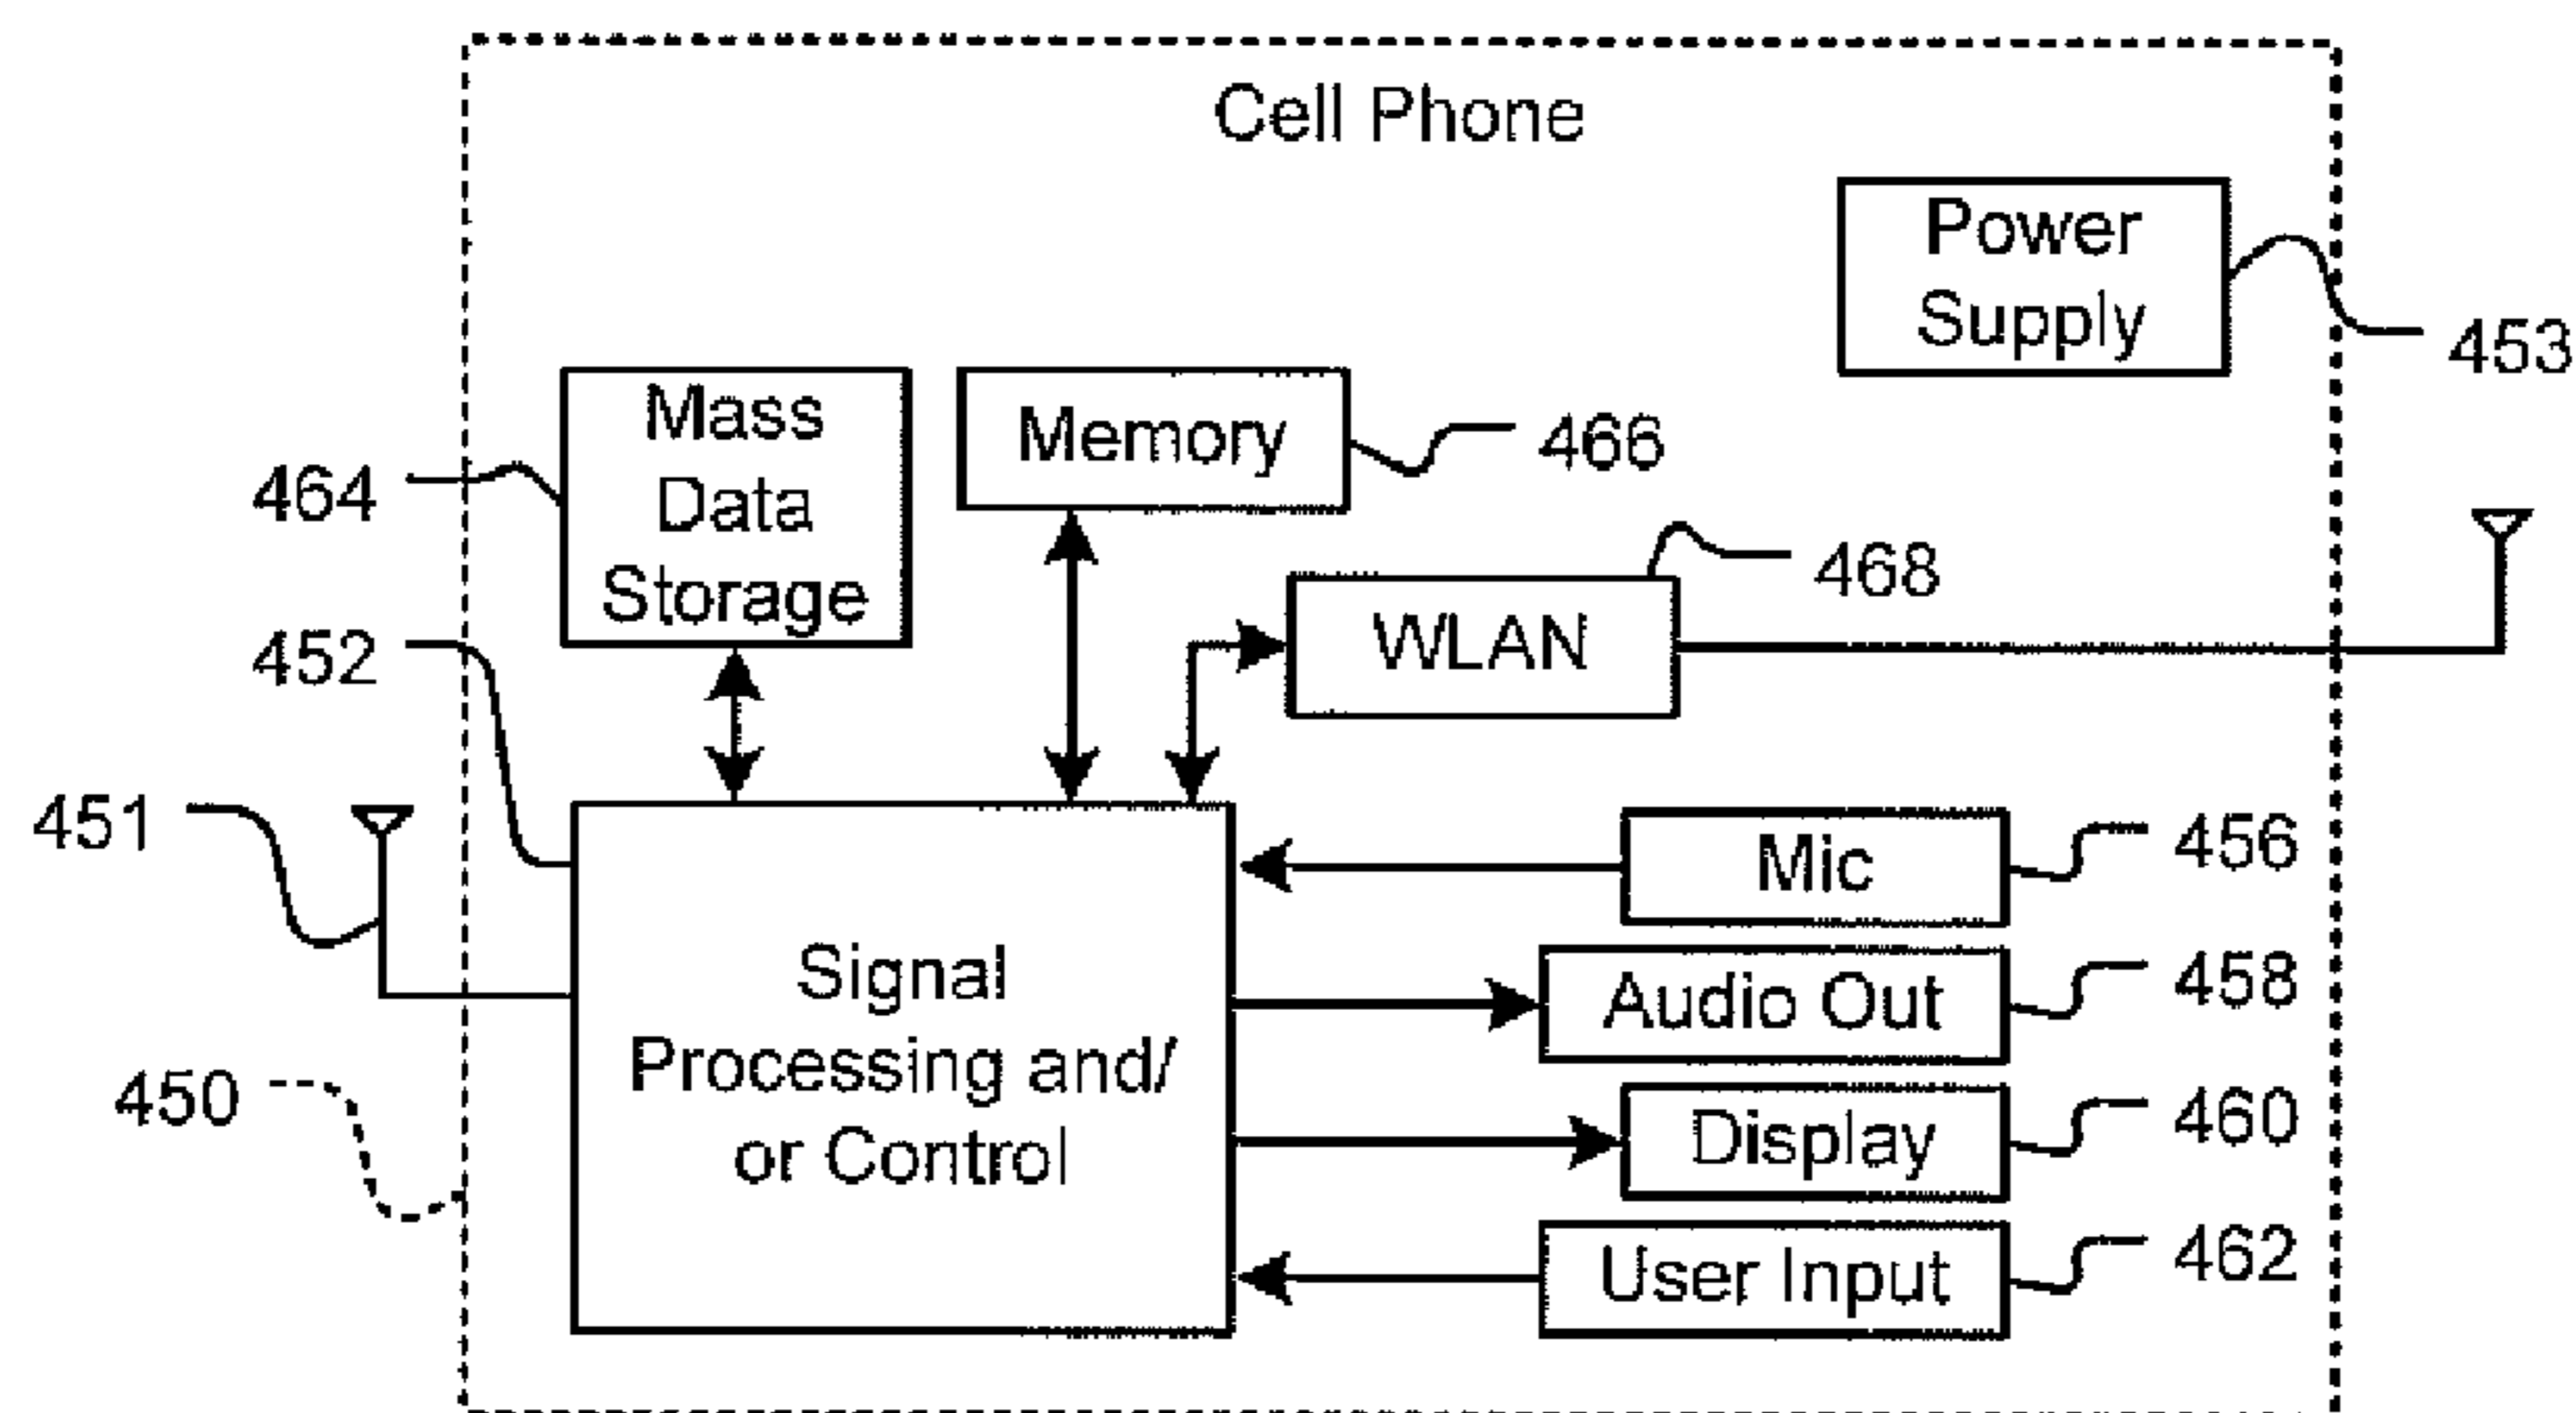 Cell Phone
Power
Supply
453
Mass
Data
Storage
464
Memory
466
468
WLAN
452
451
Mic
456
Signal
Processing and/
or Control
Audio Out
458
450
Display
460
User Input
462